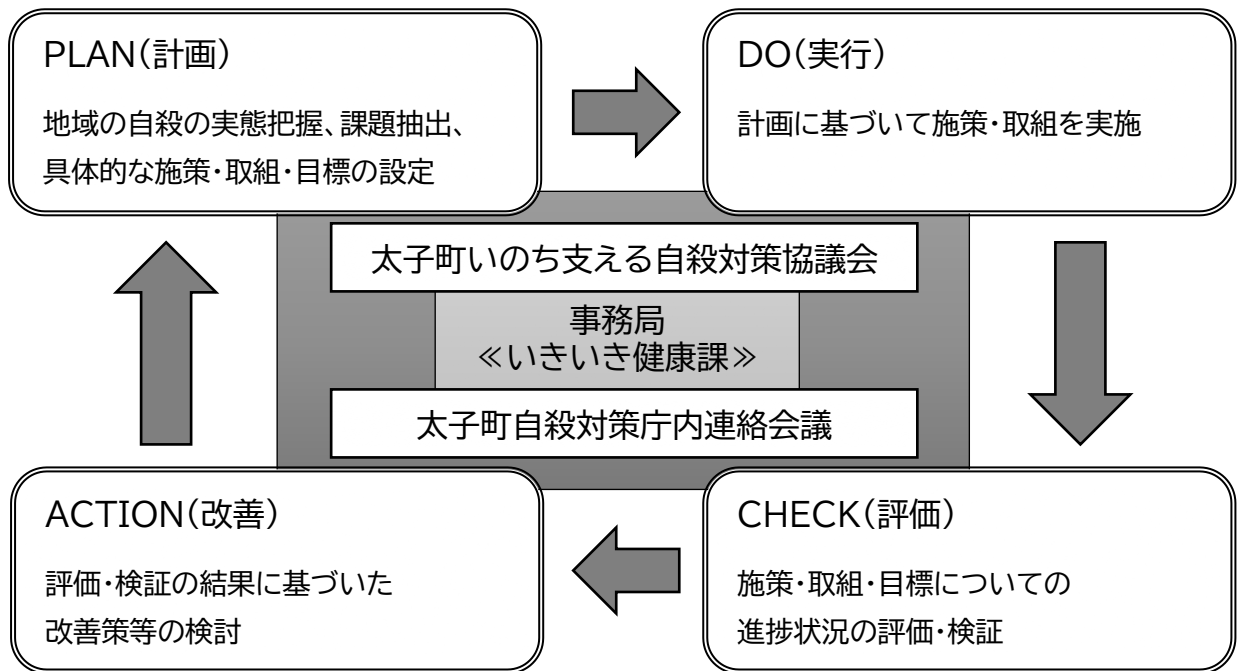 PLAN(計画)
地域の自殺の実態把握、課題抽出、
具体的な施策・取組・目標の設定
DO(実行)
計画に基づいて施策・取組を実施
太子町いのち支える自殺対策協議会
事務局
≪いきいき健康課≫
太子町自殺対策庁内連絡会議
ACTION(改善)
評価・検証の結果に基づいた
改善策等の検討
CHECK(評価)
施策・取組・目標についての
進捗状況の評価・検証